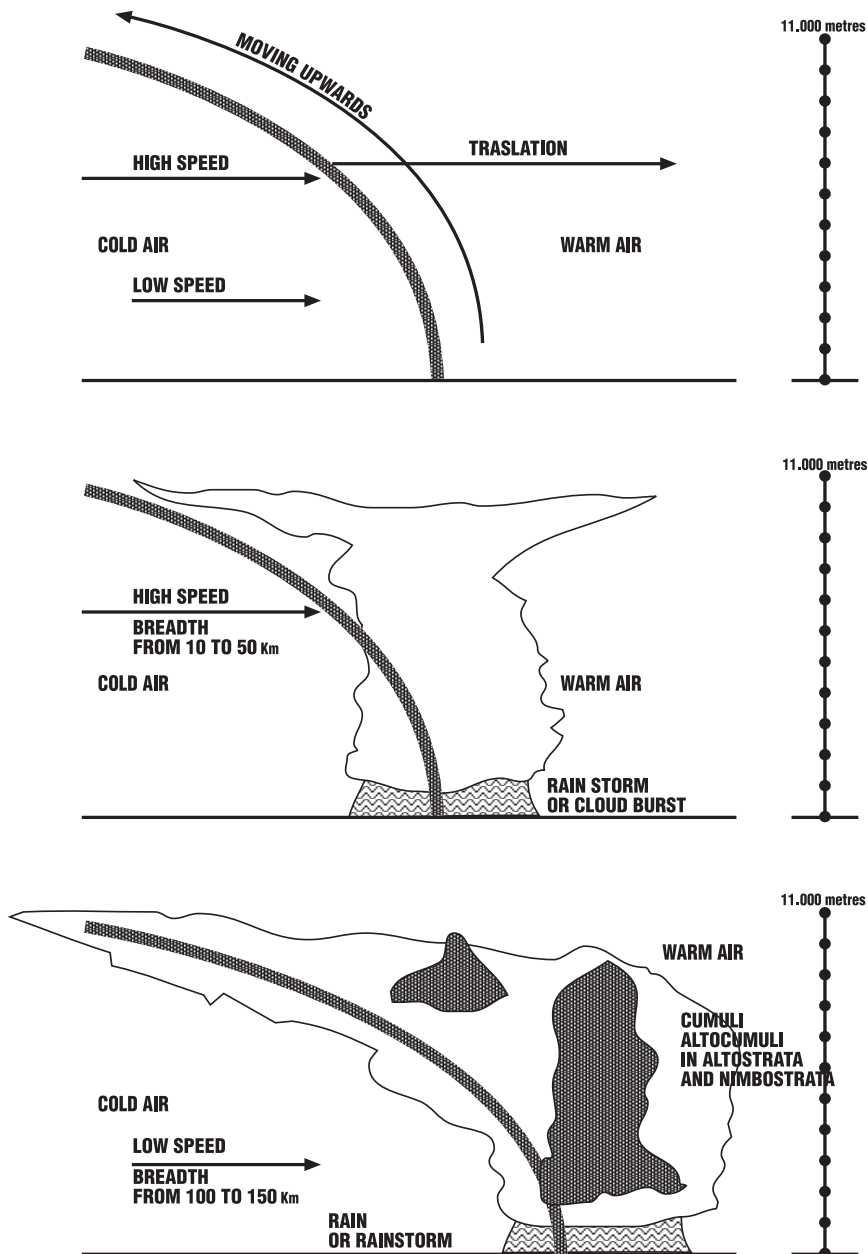 11.000 metres
MOVING UPWARDS
HIGH SPEED
TRASLATION
COLD AIR
WARM AIR
LOW SPEED
11.000 metres
HIGH SPEED
BREADTH
FROM 10 TO 50 Km
COLD AIR
WARM AIR
RAIN STORM
OR CLOUD BURST
11.000 metres
WARM AIR
CUMULI
ALTOCUMULI
IN ALTOSTRATA
AND NIMBOSTRATA
COLD AIR
LOW SPEED
BREADTH
FROM 100 TO 150 Km
RAIN
OR RAINSTORM